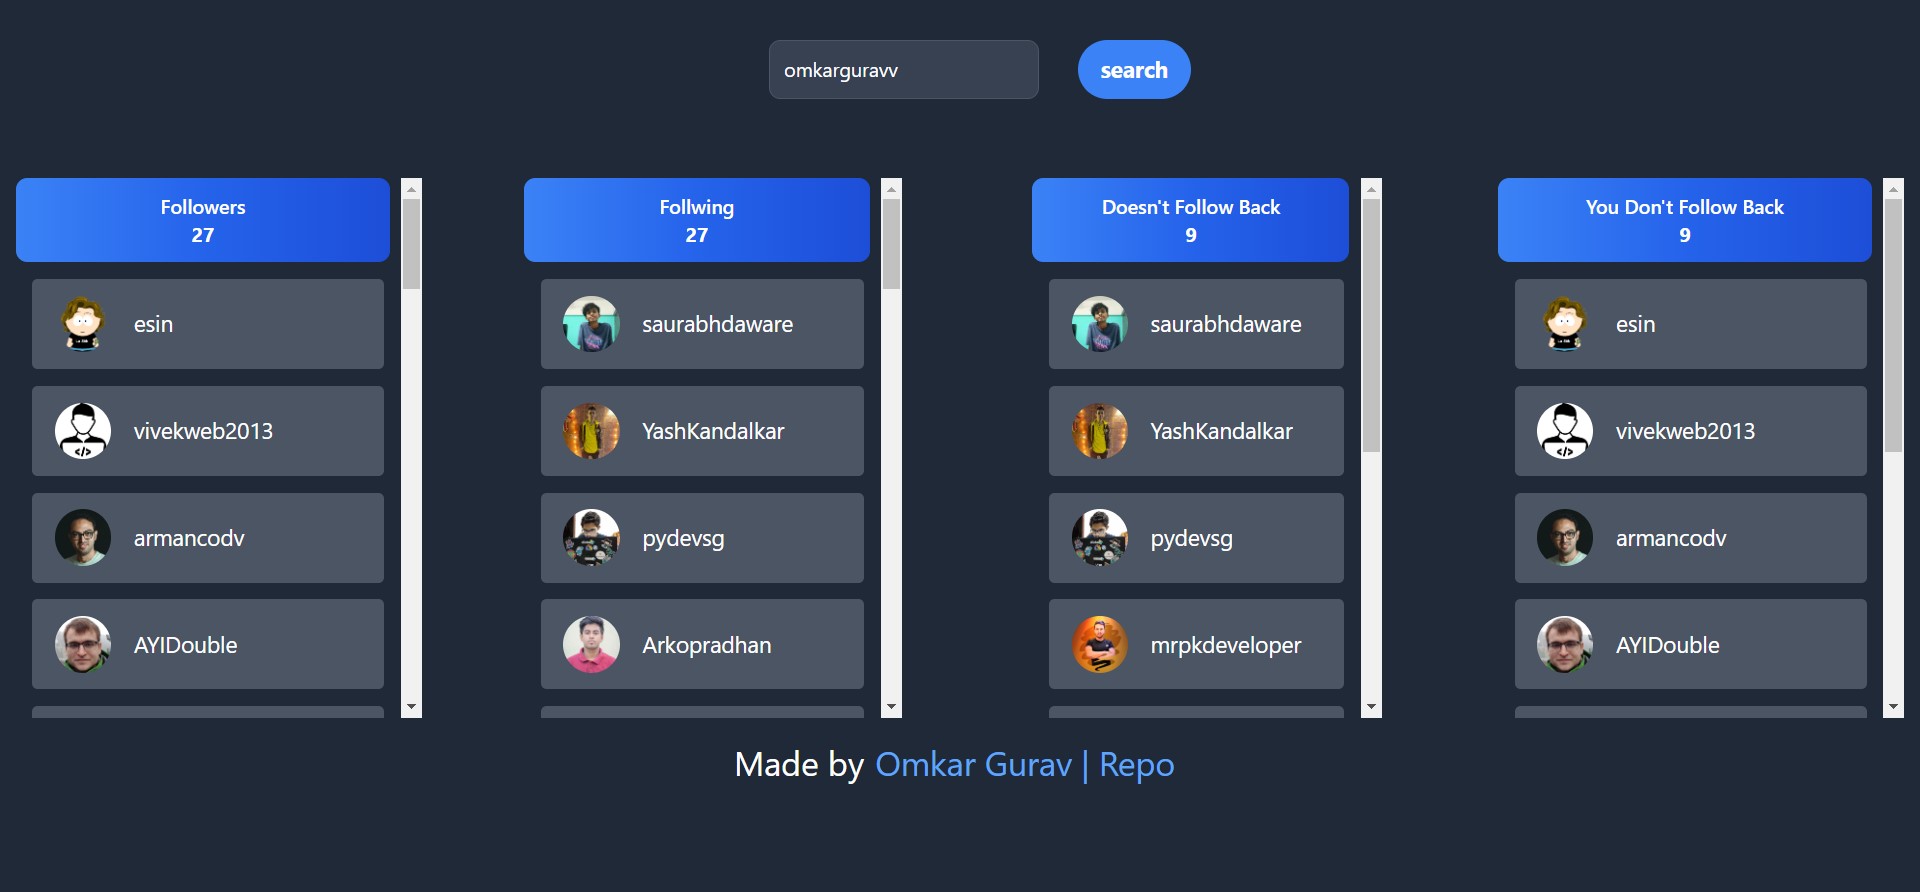 omkarguravv
search
Followers
27
esin
vivekweb2013
armancodv
AYIDouble
Follwing
27
saurabhdaware
YashKandalkar
pydevsg
Arkopradhan
Doesn't Follow Back
9
saurabhdaware
YashKandalkar
pydevsg
mrpkdeveloper
You Don't Follow Back
9
esin
vivekweb2013
armancodv
AYIDouble
Made by Omkar Gurav | Repo